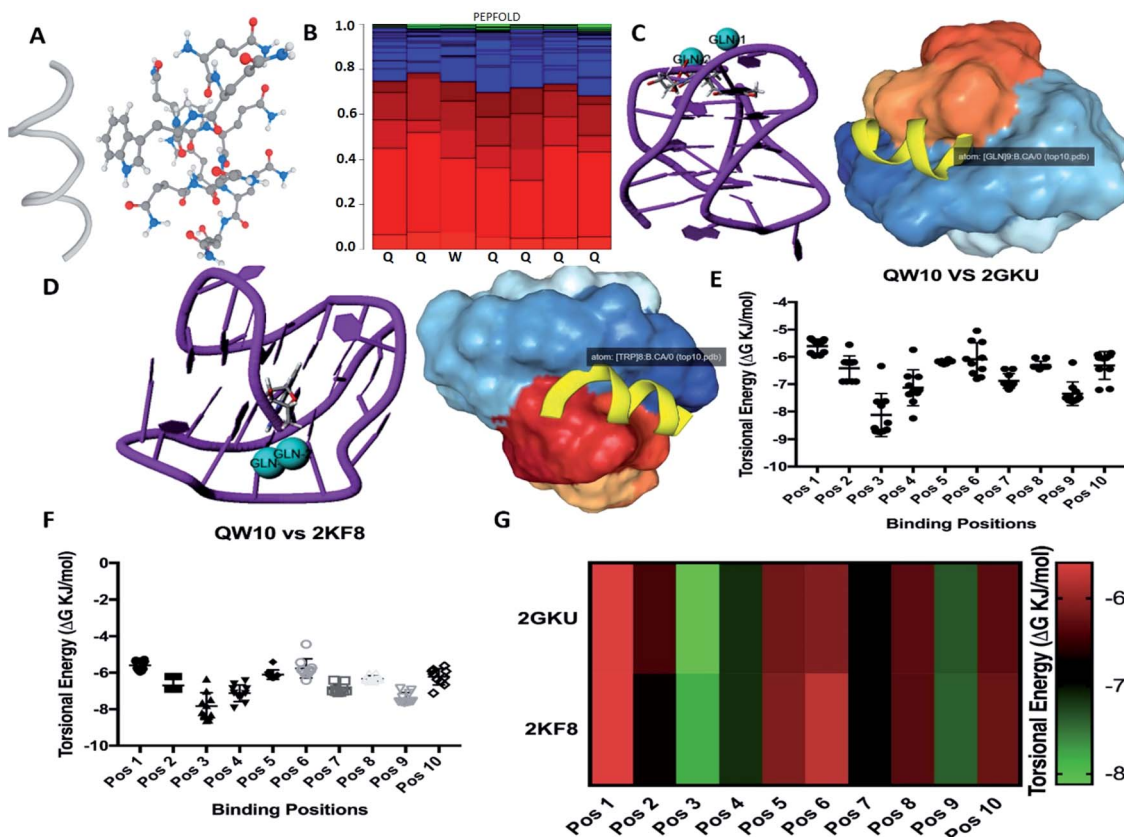 A
B
PEPFOLD
1.0
0.8
0.6
0.4
0.2
0.0
Q Q W Q Q Q Q
C
GLN-1
atom: [GLN]9:B.CA/0 (top10.pdb)
D
GLN-
GLN-
atom: [TRP]8:B.CA/0 (top10.pdb)
E
QW10 VS 2GKU
Torsional Energy (ΔG KJ/mol)
-4
-5
-6
-7
-8
-9
-10
Pos 1
Pos 2
Pos 3
Pos 4
Pos 5
Pos 6
Pos 7
Pos 8
Pos 9
Pos 10
Binding Positions
F
QW10 vs 2KF8
Torsional Energy (ΔG KJ/mol)
0
-2
-4
-6
-8
-10
Pos 1
Pos 2
Pos 3
Pos 4
Pos 5
Pos 6
Pos 7
Pos 8
Pos 9
Pos 10
Binding Positions
G
2GKU
2KF8
Pos 1
Pos 2
Pos 3
Pos 4
Pos 5
Pos 6
Pos 7
Pos 8
Pos 9
Pos 10
Torsional Energy (ΔG KJ/mol)
-6
-7
-8